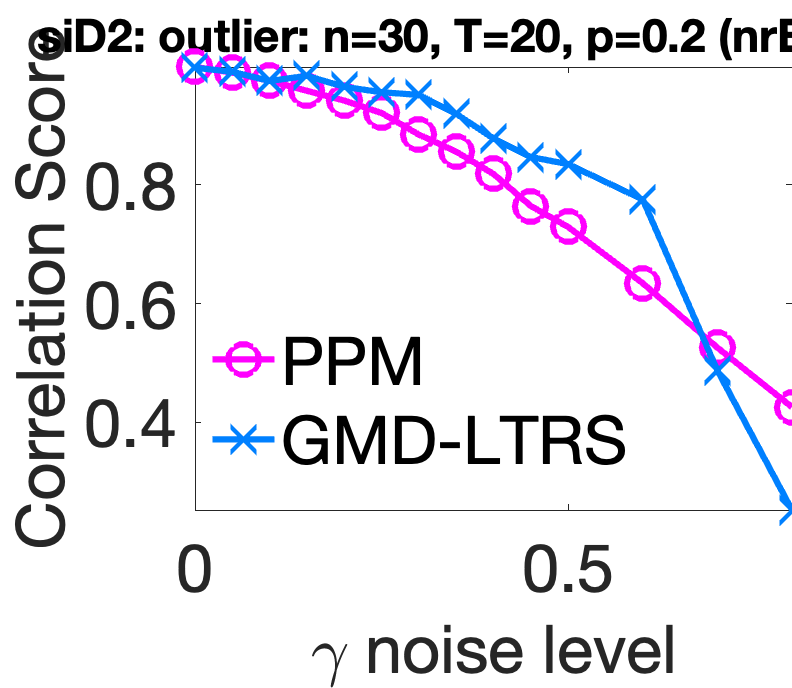 siD2: outlier: n=30, T=20, p=0.2 (nrE
Correlation Score
0.8
0.6
0.4
PPM
GMD-LTRS
0
0.5
γ noise level